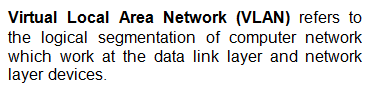 Virtual Local Area Network (VLAN) refers to
the logical segmentation of computer network
which work at the data link layer and network
layer devices.